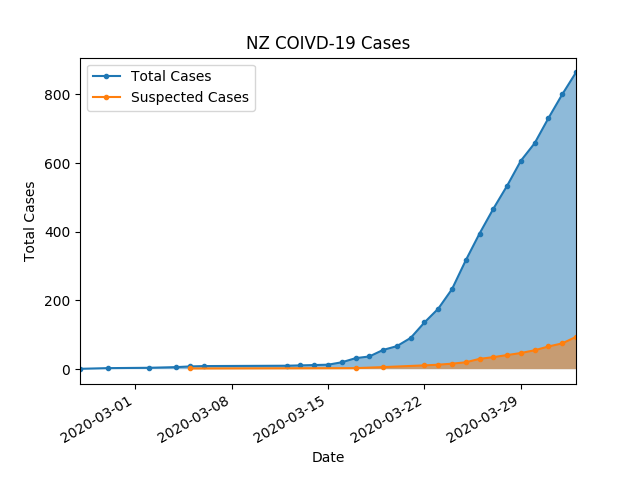 NZ COIVD-19 Cases
Total Cases
Suspected Cases
Total Cases
800
600
400
200
0
2020-03-01
2020-03-08
2020-03-15
2020-03-22
2020-03-29
Date